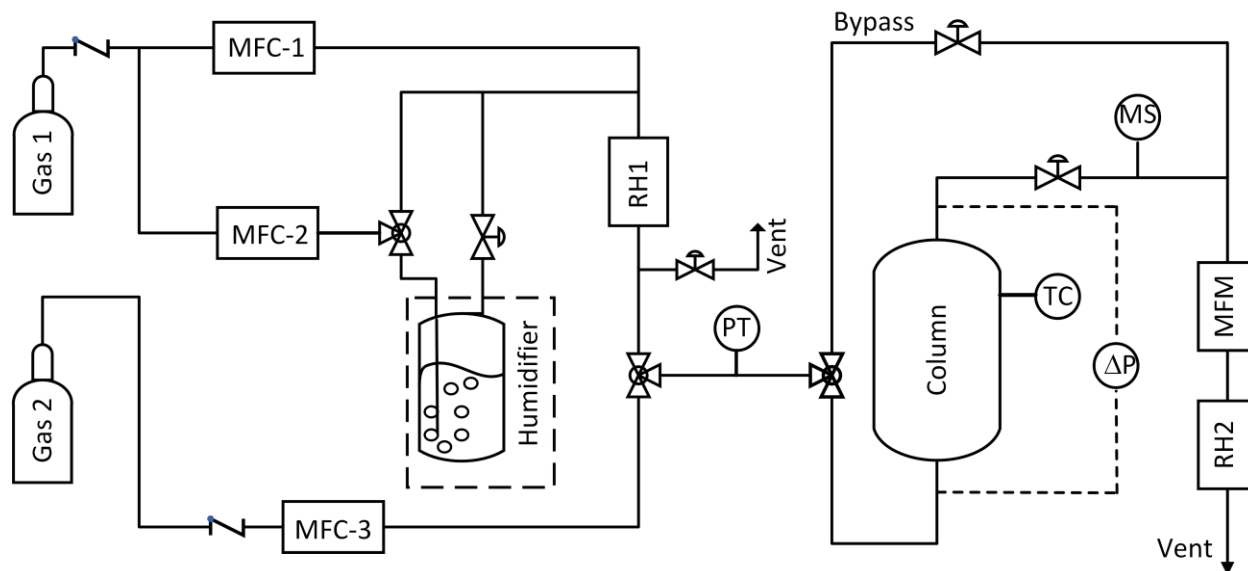 Gas 1
MFC-1
MFC-2
Gas 2
MFC-3
Humidifier
RH1
Vent
PT
Bypass
MS
Column
TC
ΔP
MFM
RH2
Vent